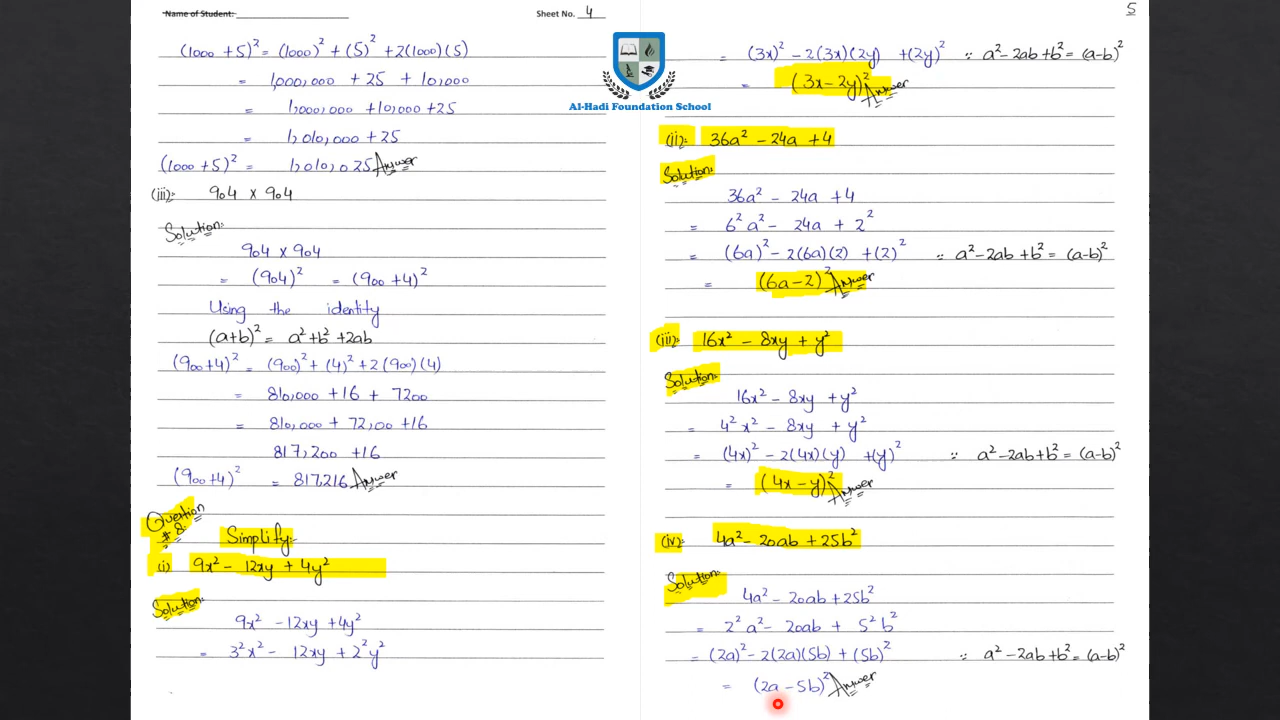 Name of Student: Sheet No. 4
(1000 + 5)² = (1000)² + (5)² + 2(1000)(5)
= 1,000,000 + 25 + 10,000
= 1,000,000 + 10,000 + 25
= 1,010,000 + 25
(1000 + 5)² = 1,010,025 Answer
(iii):- 904 x 904
Solution:-
904 x 904
= (904)² = (900 + 4)²
Using the identity
(a+b)² = a² + b² + 2ab
(900 + 4)² = (900)² + (4)² + 2(900)(4)
= 810,000 + 16 + 7200
= 810,000 + 72,00 + 16
817,200 + 16
(900 + 4)² = 817,216 Answer
Question # 8:-
Simplify:-
(i) 9x² - 12xy + 4y²
Solution:-
9x² - 12xy + 4y²
= 3²x² - 12xy + 2²y²
5
Al-Hadi Foundation School
= (3x)² - 2(3x)(2y) + (2y)² ∵ a² - 2ab + b² = (a-b)²
= (3x - 2y)² Answer
(ii):- 36a² - 24a + 4
Solution:-
36a² - 24a + 4
= 6²a² - 24a + 2²
= (6a)² - 2(6a)(2) + (2)² ∵ a² - 2ab + b² = (a-b)²
= (6a - 2)² Answer
(iii):- 16x² - 8xy + y²
Solution:-
16x² - 8xy + y²
= 4²x² - 8xy + y²
= (4x)² - 2(4x)(y) + (y)² ∵ a² - 2ab + b² = (a-b)²
= (4x - y)² Answer
(iv):- 4a² - 20ab + 25b²
Solution:-
4a² - 20ab + 25b²
= 2²a² - 20ab + 5²b²
= (2a)² - 2(2a)(5b) + (5b)² ∵ a² - 2ab + b² = (a-b)²
= (2a - 5b)² Answer